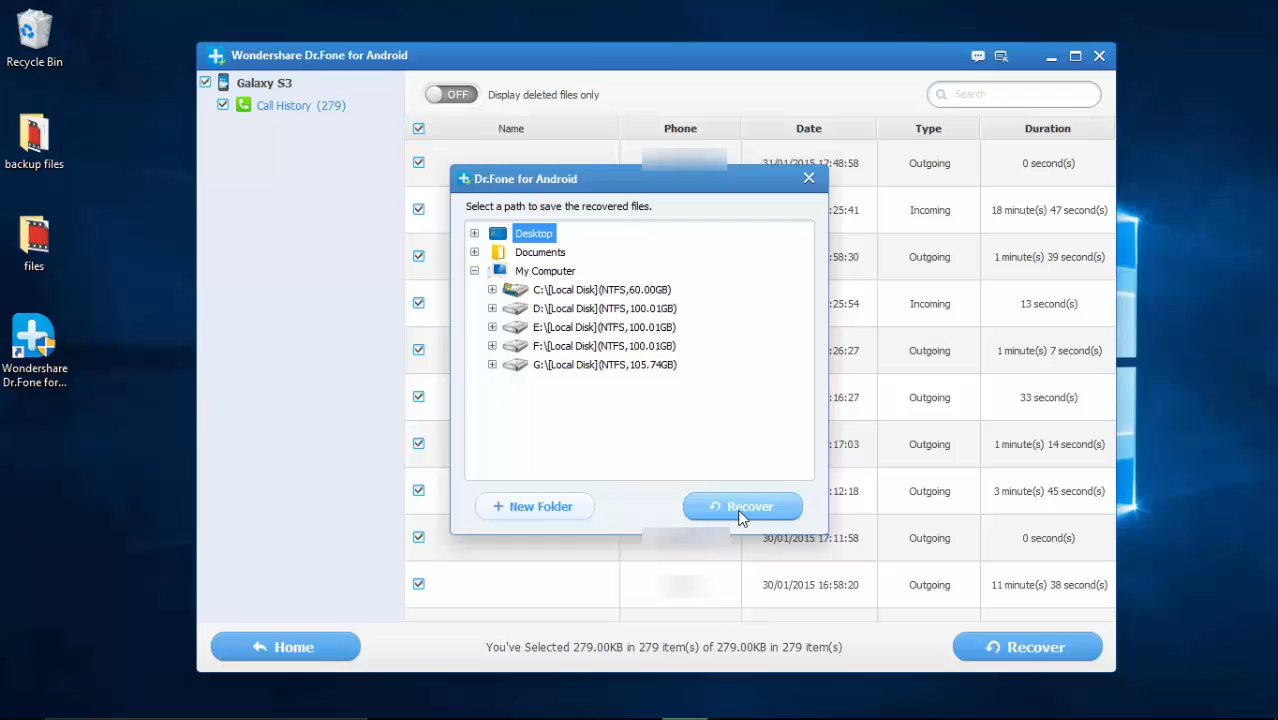 Recycle Bin
backup files
files
Wondershare
Dr.Fone for...
Wondershare Dr.Fone for Android
Galaxy S3
Call History (279)
OFF Display deleted files only
Search
Name Phone Date Type Duration
31/01/2015 17:48:58 Outgoing 0 second(s)
:25:41 Incoming 18 minute(s) 47 second(s)
:58:30 Outgoing 1 minute(s) 39 second(s)
:25:54 Incoming 13 second(s)
:26:27 Outgoing 1 minute(s) 7 second(s)
:16:27 Outgoing 33 second(s)
:17:03 Outgoing 1 minute(s) 14 second(s)
:12:18 Outgoing 3 minute(s) 45 second(s)
30/01/2015 17:11:58 Outgoing 0 second(s)
30/01/2015 16:58:20 Outgoing 11 minute(s) 38 second(s)
Dr.Fone for Android
Select a path to save the recovered files.
Desktop
Documents
My Computer
C:\[Local Disk](NTFS,60.00GB)
D:\[Local Disk](NTFS,100.01GB)
E:\[Local Disk](NTFS,100.01GB)
F:\[Local Disk](NTFS,100.01GB)
G:\[Local Disk](NTFS,105.74GB)
+ New Folder
Recover
Home
You've Selected 279.00KB in 279 item(s) of 279.00KB in 279 item(s)
Recover